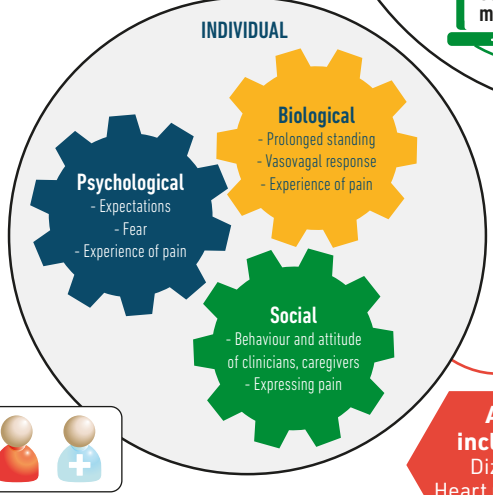 INDIVIDUAL
Biological
- Prolonged standing
- Vasovagal response
- Experience of pain
Psychological
- Expectations
- Fear
- Experience of pain
Social
- Behaviour and attitude
of clinicians, caregivers
- Expressing pain